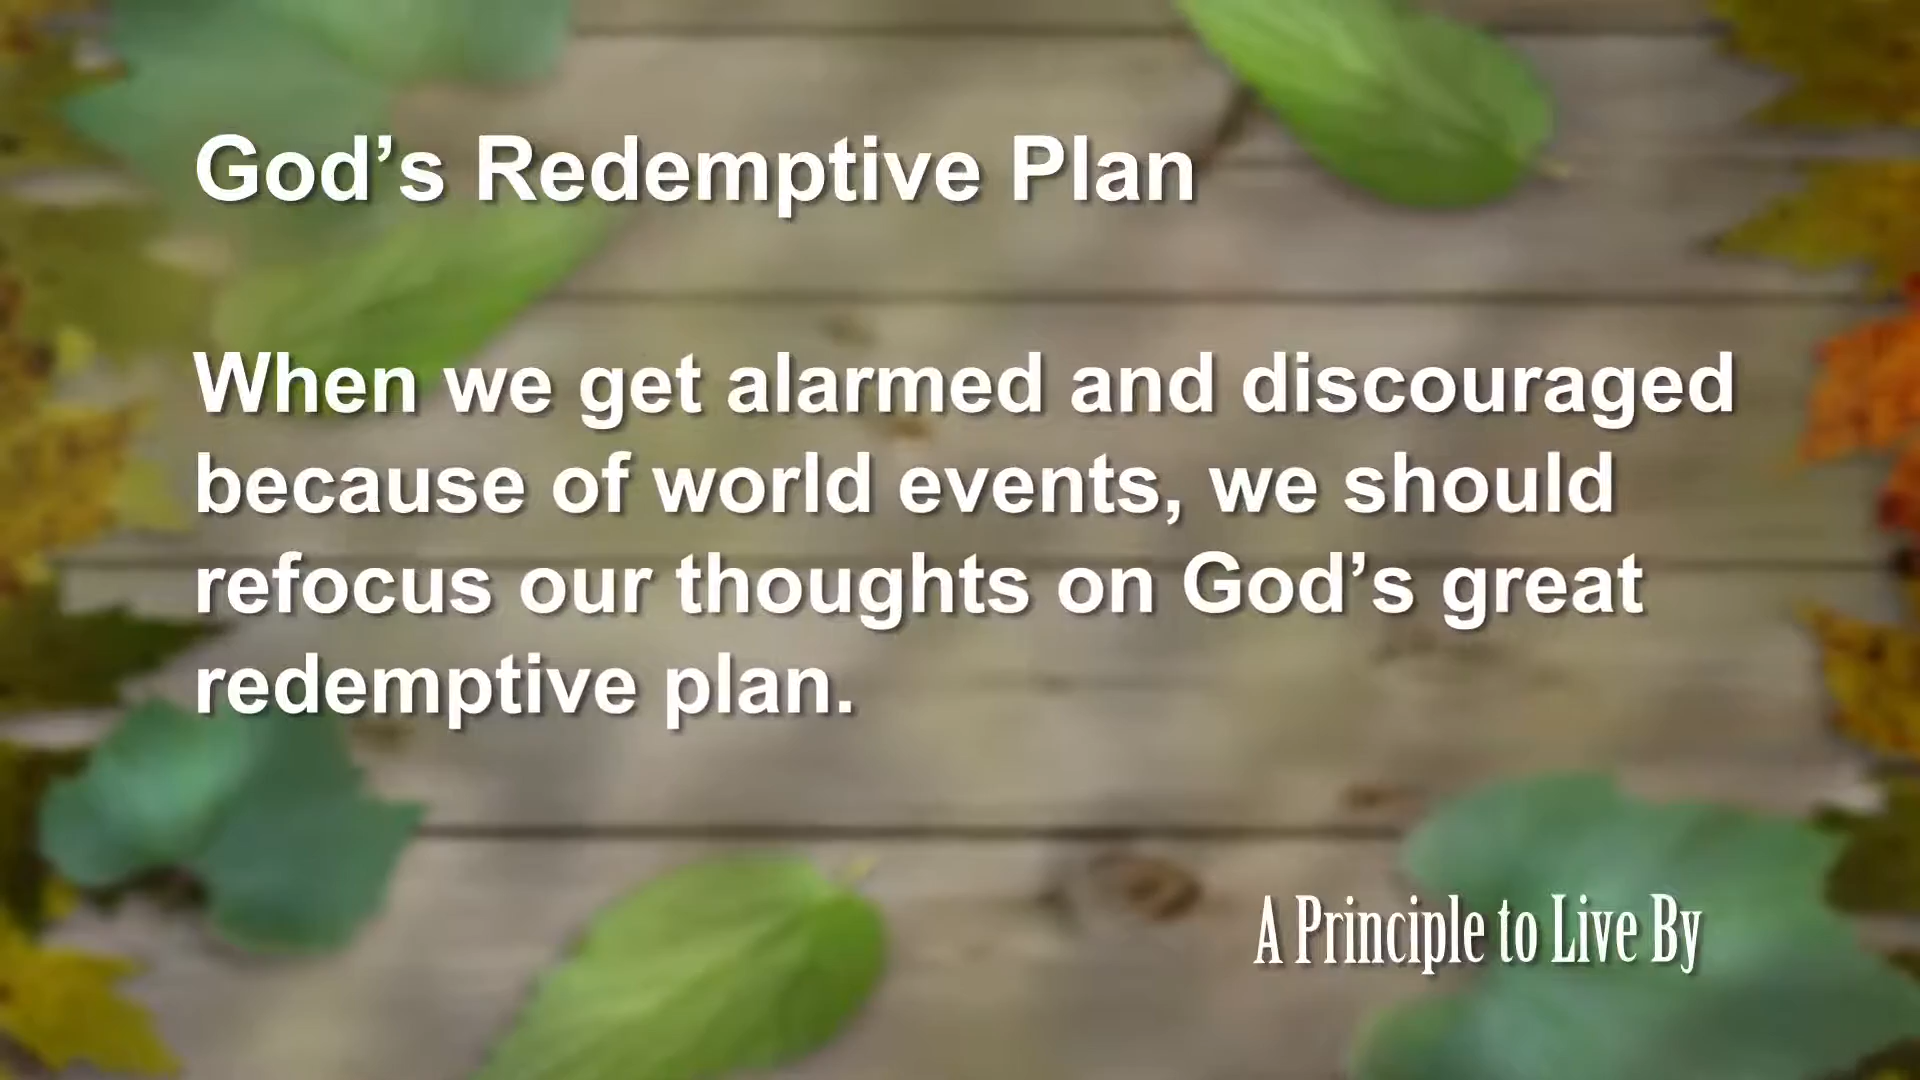 God’s Redemptive Plan
When we get alarmed and discouraged
because of world events, we should
refocus our thoughts on God’s great
redemptive plan.
A Principle to Live By